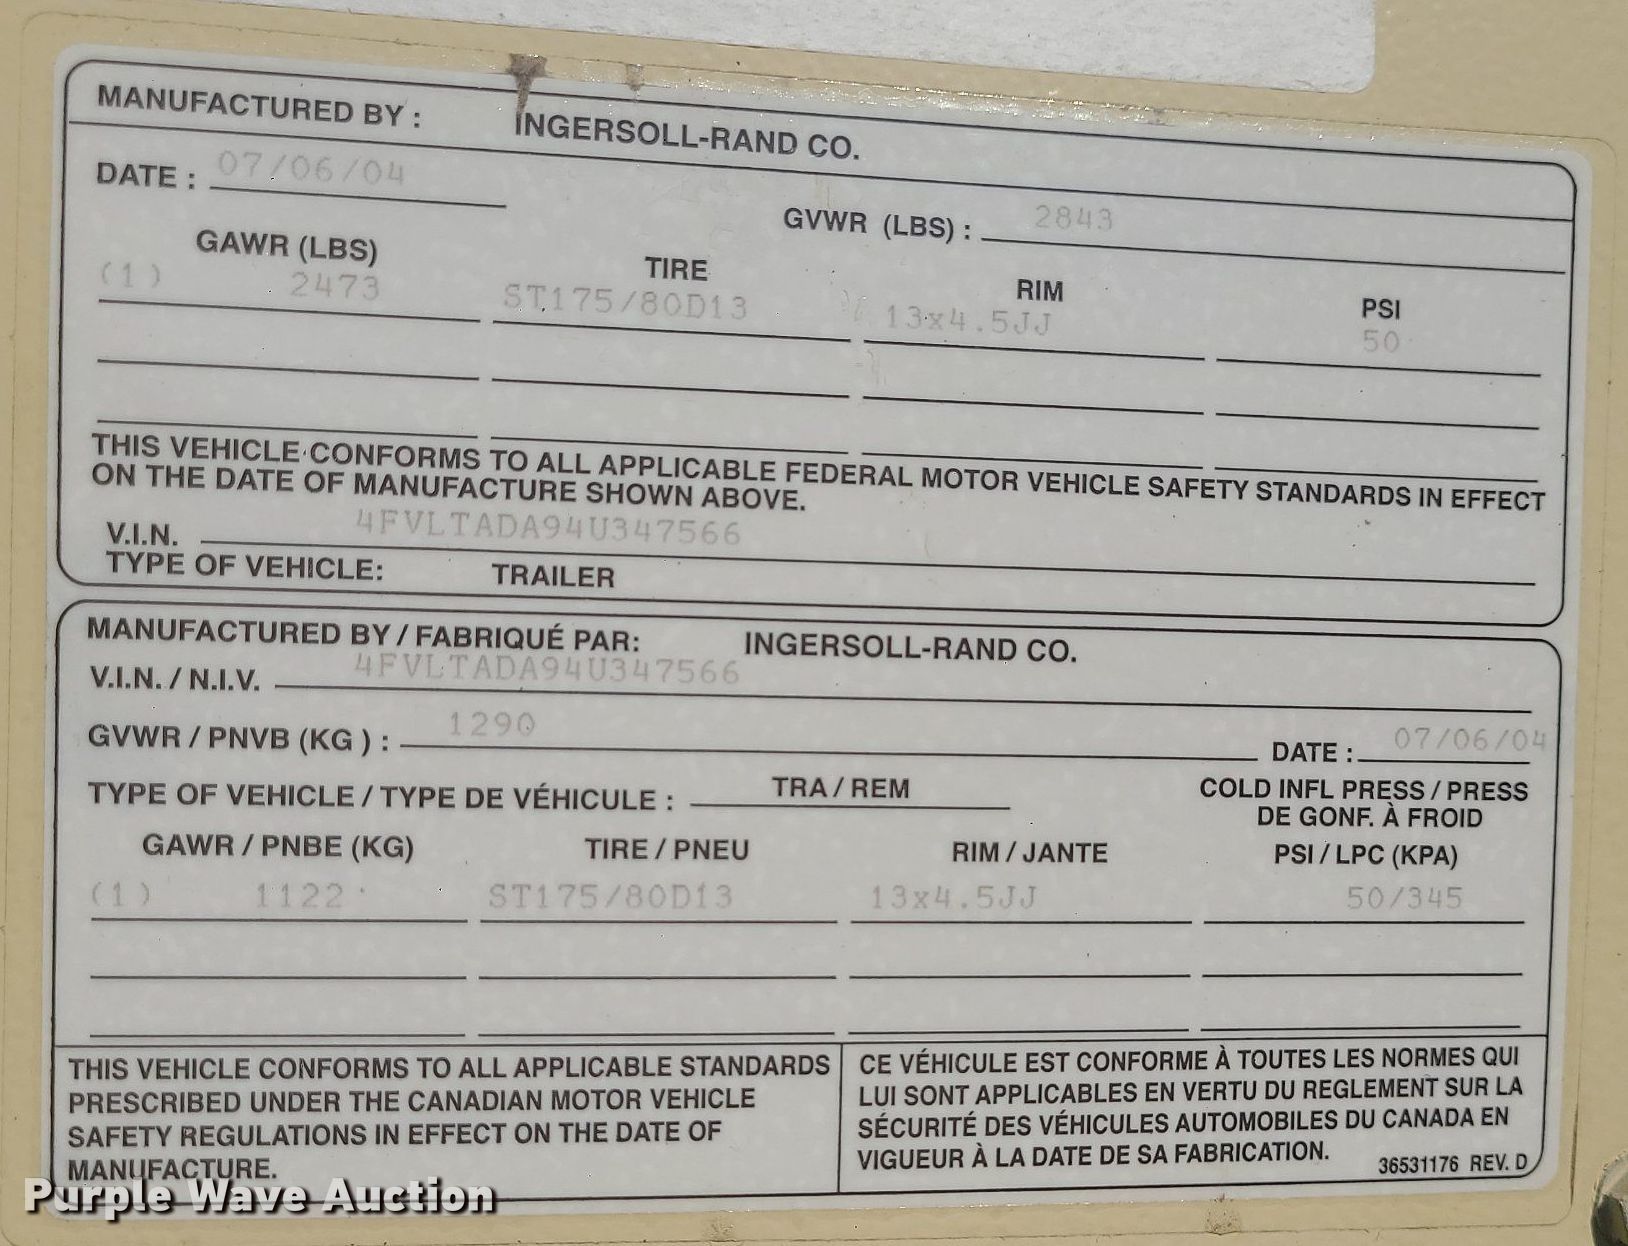 MANUFACTURED BY : INGERSOLL-RAND CO.
DATE : 07/06/04
GVWR (LBS) : 2843
GAWR (LBS) TIRE RIM PSI
(1) 2473 ST175/80D13 13x4.5JJ 50
THIS VEHICLE CONFORMS TO ALL APPLICABLE FEDERAL MOTOR VEHICLE SAFETY STANDARDS IN EFFECT
ON THE DATE OF MANUFACTURE SHOWN ABOVE.
V.I.N. 4FVLTADA94U347566
TYPE OF VEHICLE: TRAILER
MANUFACTURED BY / FABRIQUÉ PAR: INGERSOLL-RAND CO.
V.I.N. / N.I.V. 4FVLTADA94U347566
GVWR / PNVB (KG ) : 1290 DATE : 07/06/04
TYPE OF VEHICLE / TYPE DE VÉHICULE : TRA / REM
COLD INFL PRESS / PRESS
DE GONF. À FROID
GAWR / PNBE (KG) TIRE / PNEU RIM / JANTE PSI / LPC (KPA)
(1) 1122 ST175/80D13 13x4.5JJ 50/345
THIS VEHICLE CONFORMS TO ALL APPLICABLE STANDARDS
PRESCRIBED UNDER THE CANADIAN MOTOR VEHICLE
SAFETY REGULATIONS IN EFFECT ON THE DATE OF
MANUFACTURE.
CE VÉHICULE EST CONFORME À TOUTES LES NORMES QUI
LUI SONT APPLICABLES EN VERTU DU REGLEMENT SUR LA
SÉCURITÉ DES VÉHICULES AUTOMOBILES DU CANADA EN
VIGUEUR À LA DATE DE SA FABRICATION.
36531176 REV. D
Purple Wave Auction